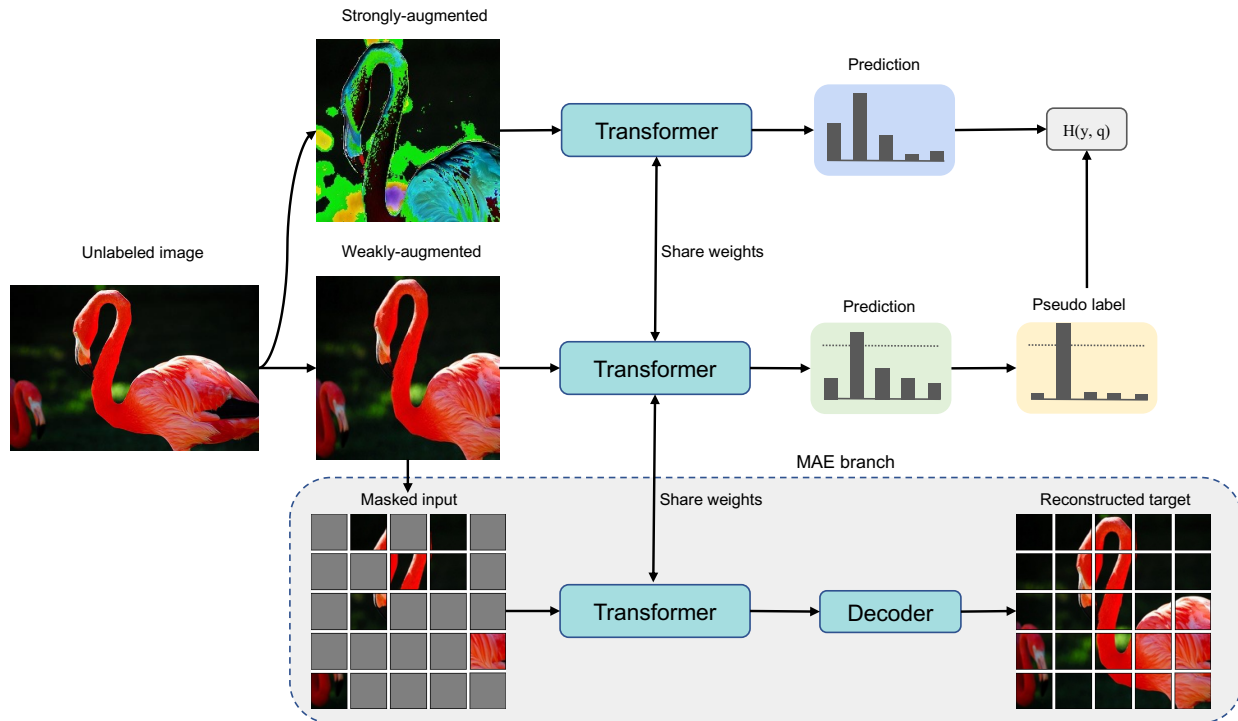 Strongly-augmented
Prediction
Transformer
H(y, q)
Share weights
Unlabeled image
Weakly-augmented
Prediction
Pseudo label
Transformer
MAE branch
Masked input
Share weights
Reconstructed target
Transformer
Decoder